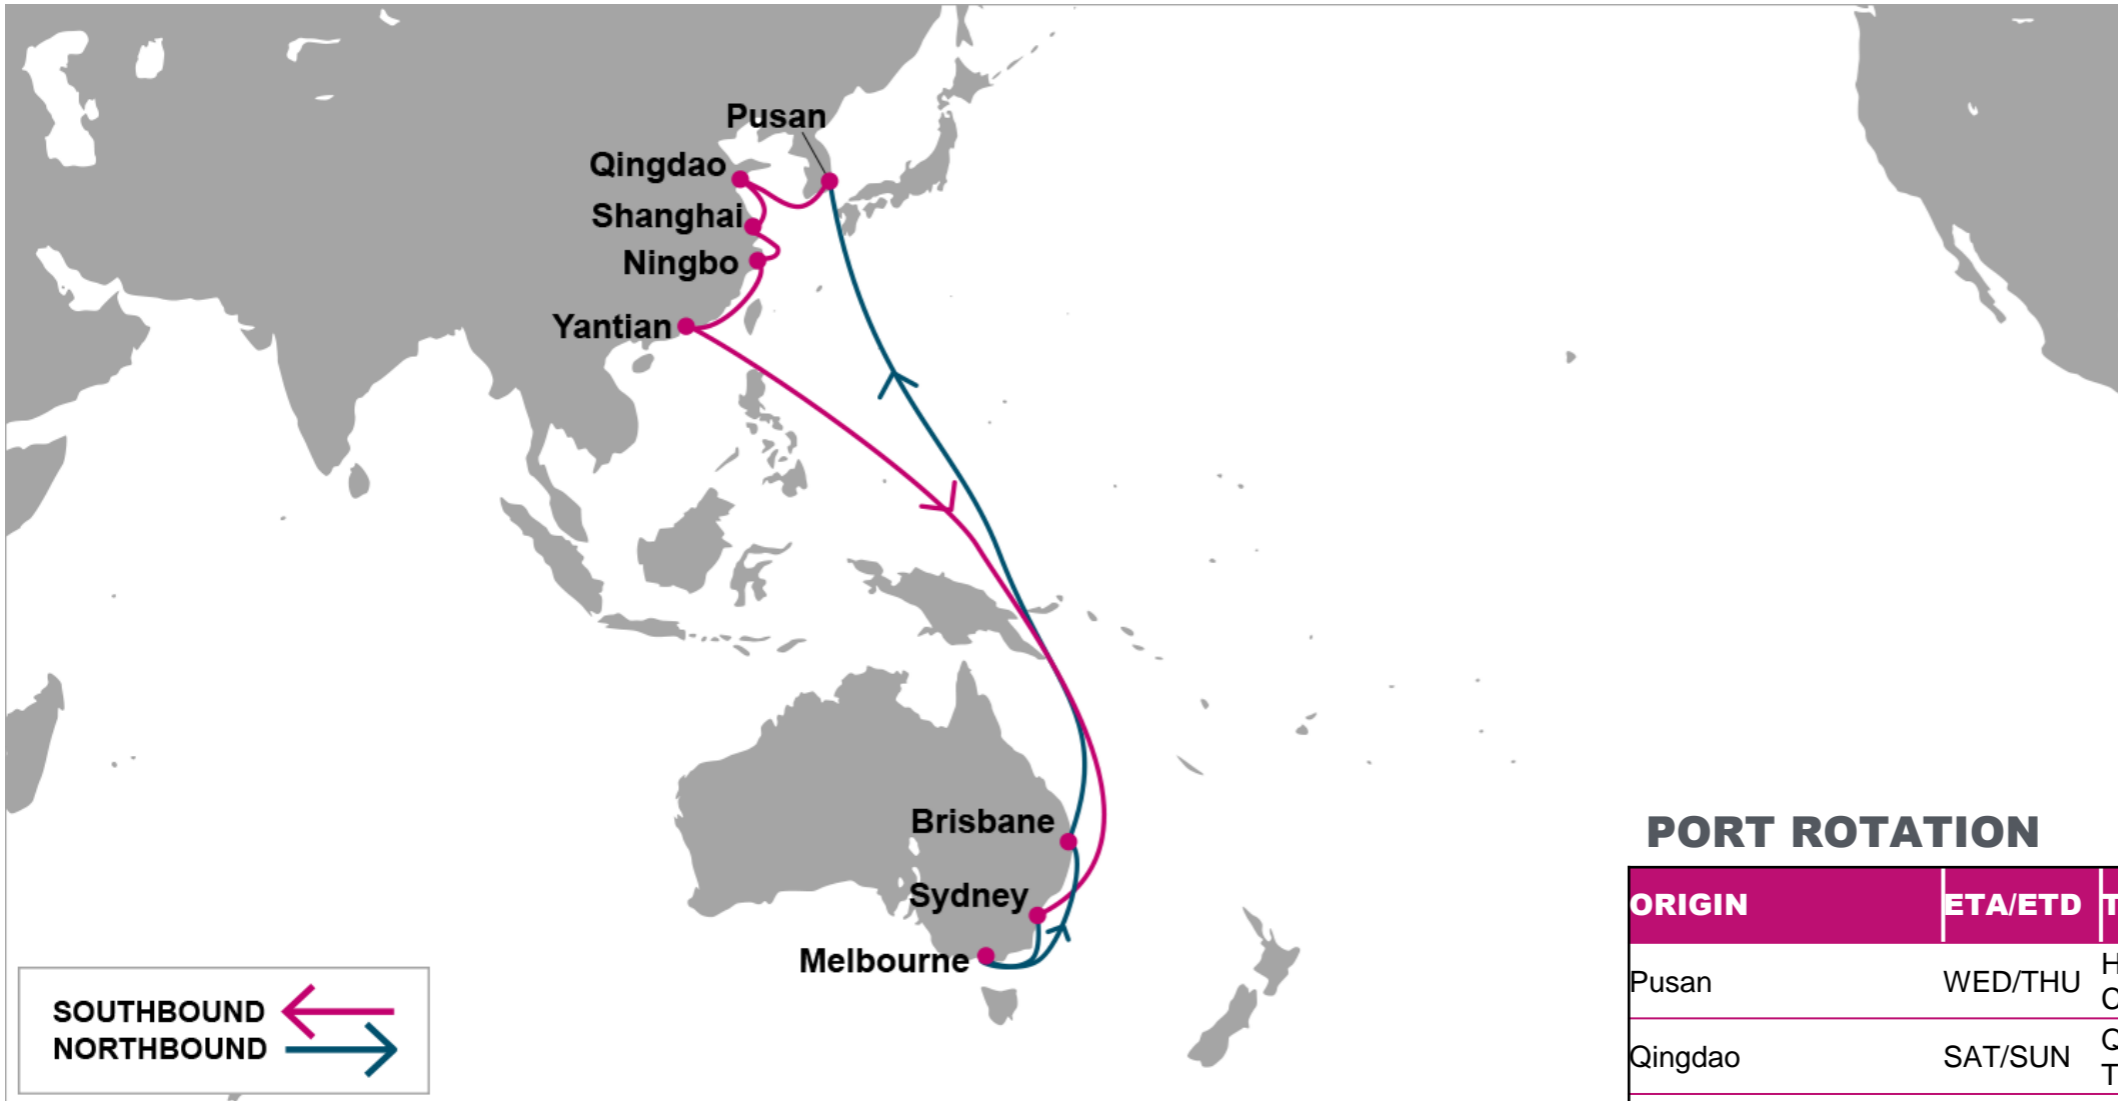 Pusan
Qingdao
Shanghai
Ningbo
Yantian
Brisbane
Sydney
Melbourne
SOUTHBOUND
NORTHBOUND
PORT ROTATION
ORIGIN ETA/ETD T
Pusan WED/THU H
C
Qingdao SAT/SUN Q
T